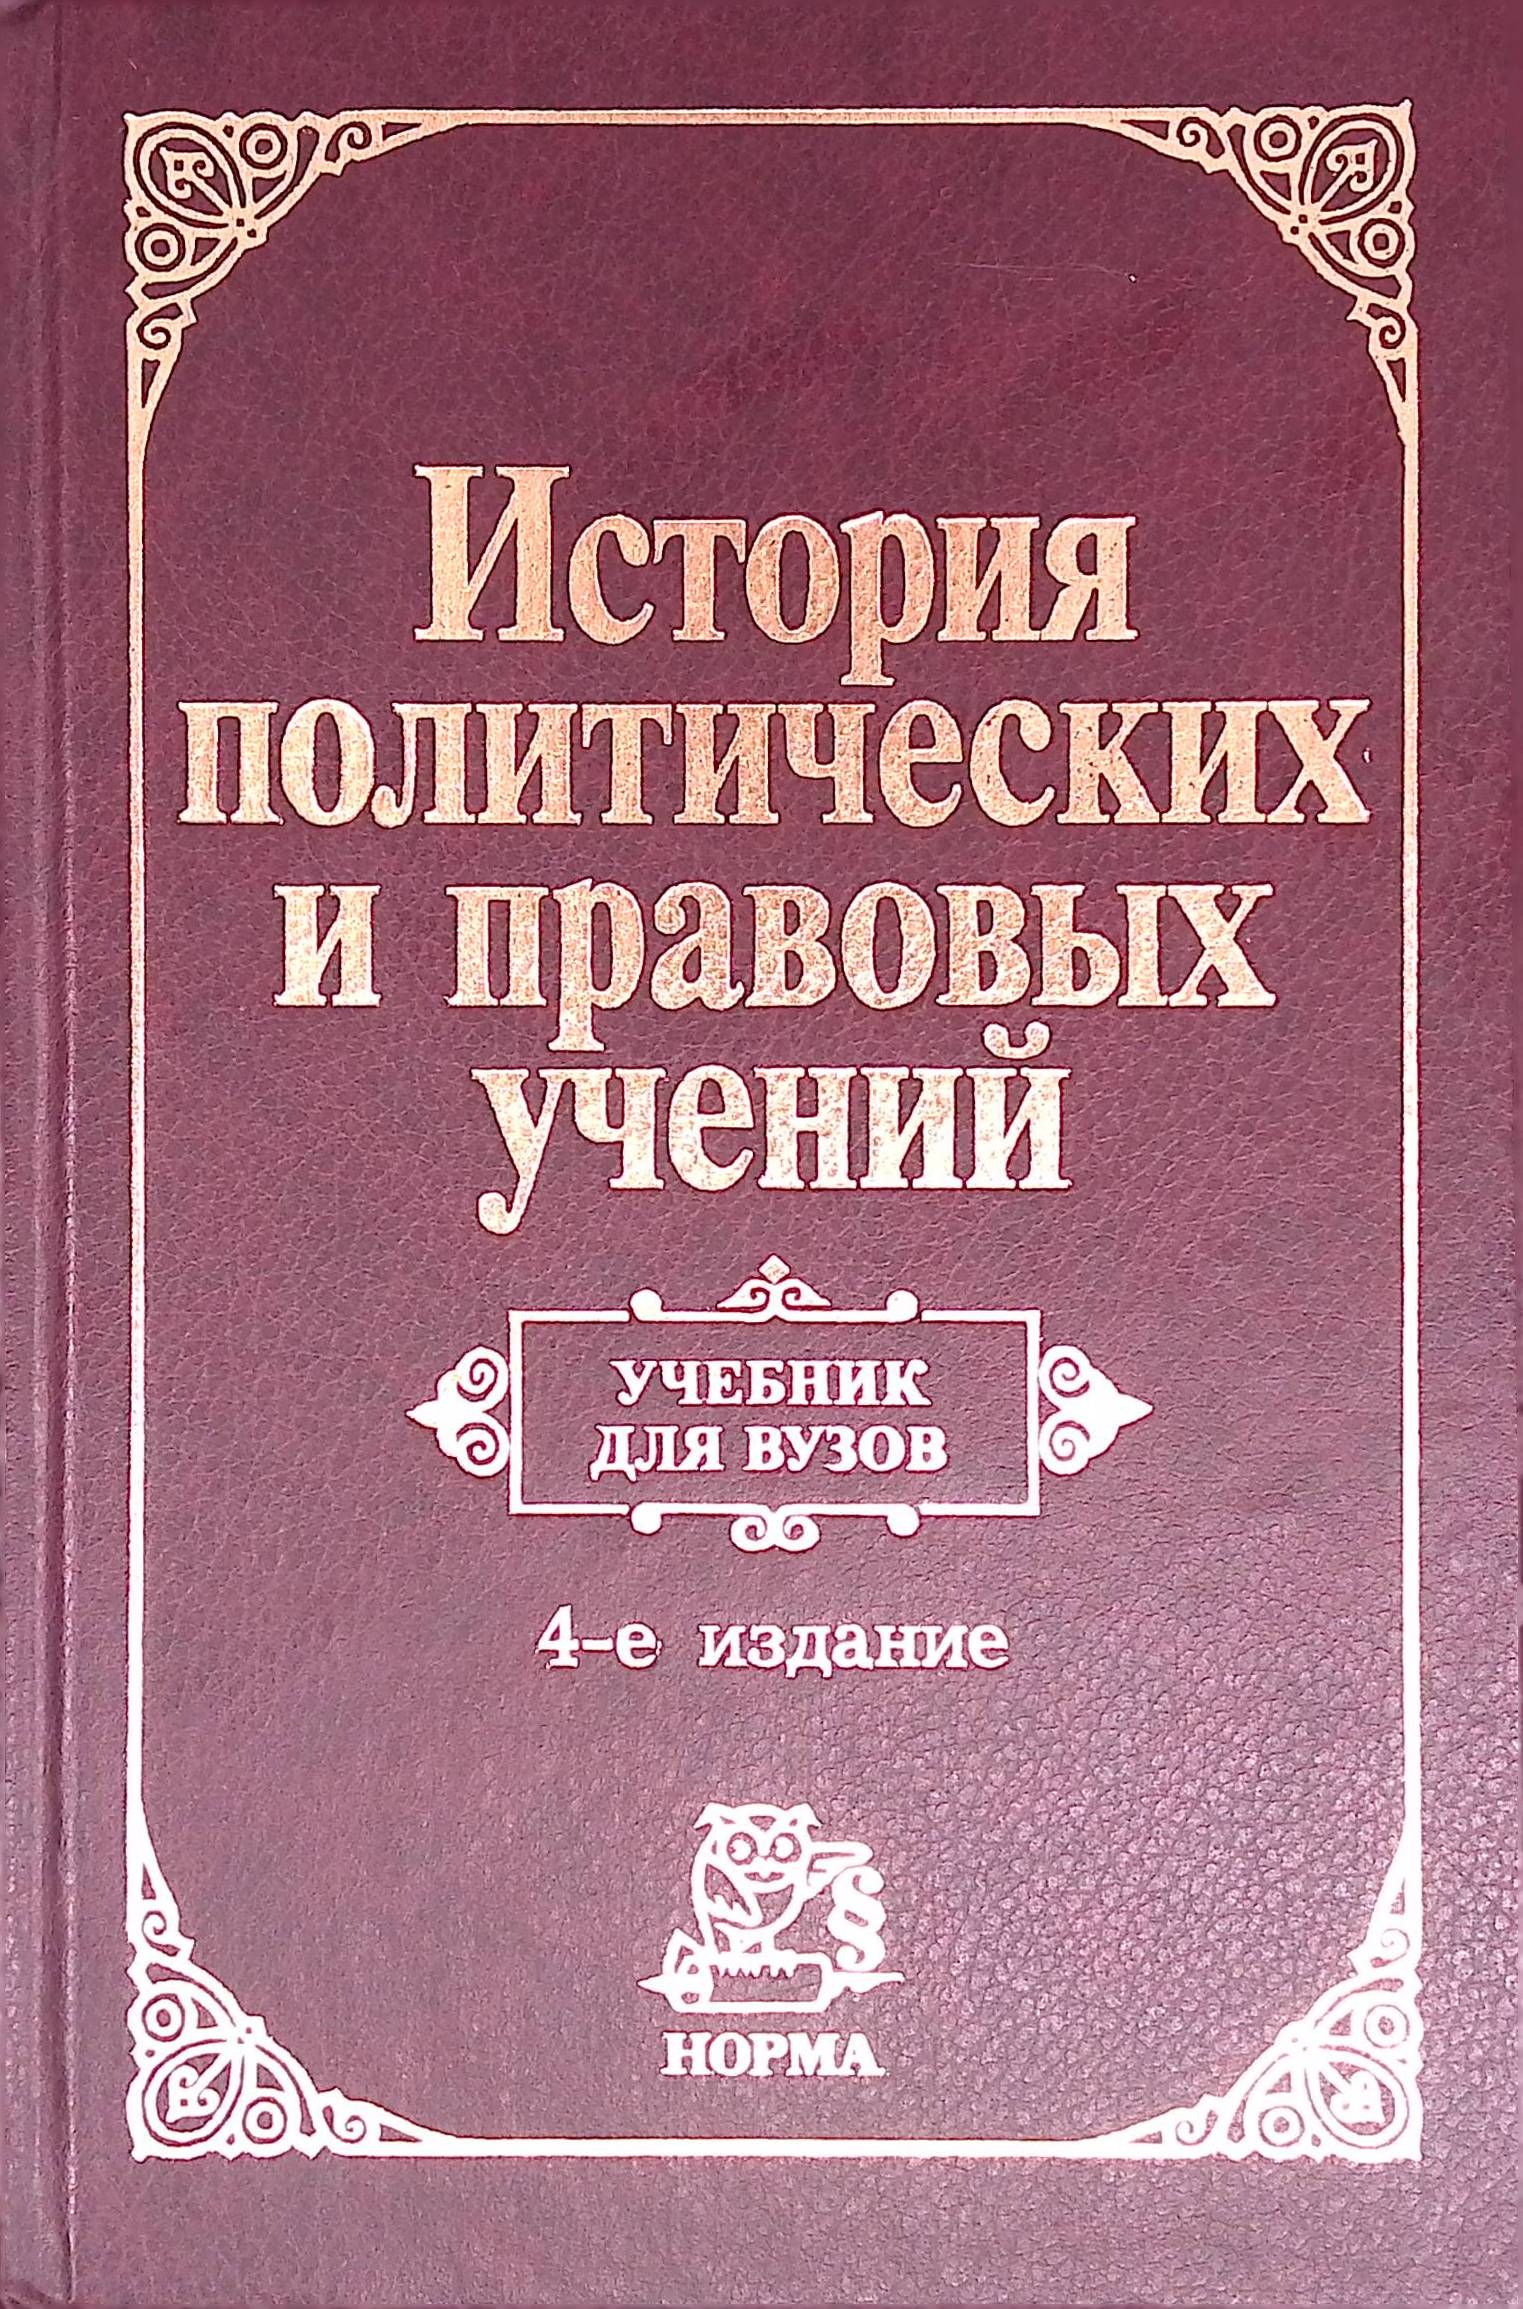 История
политических
и правовых
учений
УЧЕБНИК
ДЛЯ ВУЗОВ
4-е издание
§
НОРМА